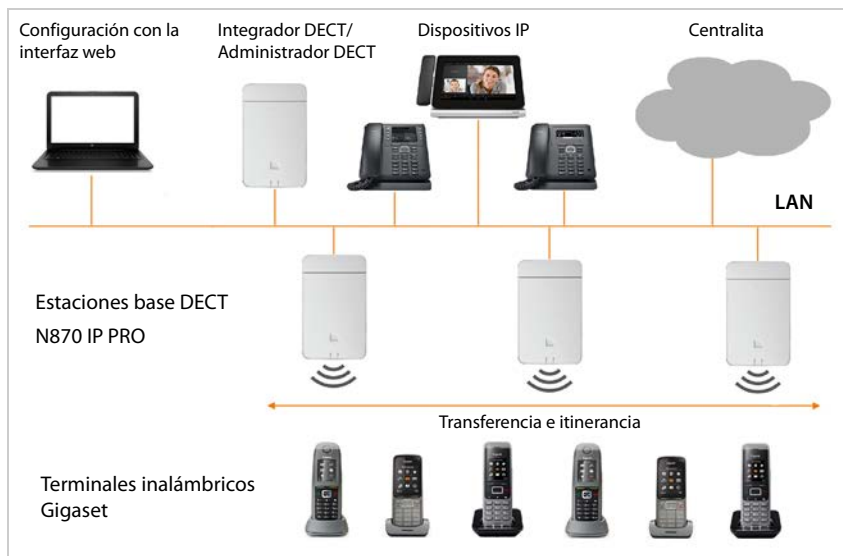 Configuración con la
interfaz web
Integrador DECT/
Administrador DECT
Dispositivos IP
Centralita
LAN
Estaciones base DECT
N870 IP PRO
Transferencia e itinerancia
Terminales inalámbricos
Gigaset